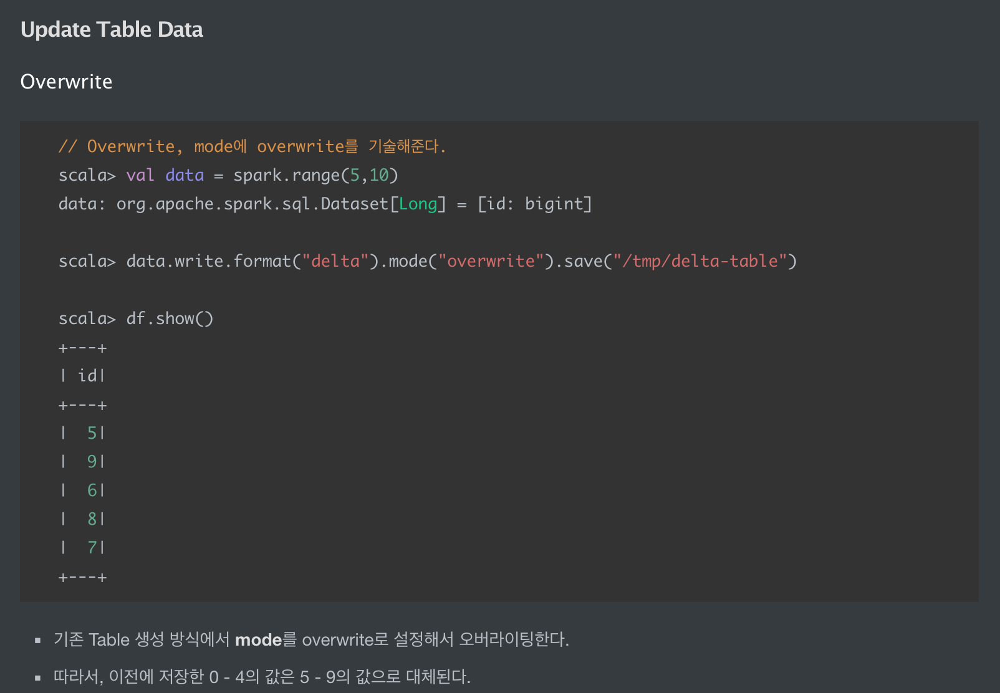 Update Table Data
Overwrite
// Overwrite, mode에 overwrite를 기술해준다.
scala> val data = spark.range(5,10)
data: org.apache.spark.sql.Dataset[Long] = [id: bigint]
scala> data.write.format("delta").mode("overwrite").save("/tmp/delta-table")
scala> df.show()
+---+
| id|
+---+
|  5|
|  9|
|  6|
|  8|
|  7|
+---+
▪ 기존 Table 생성 방식에서 mode를 overwrite로 설정해서 오버라이팅한다.
▪ 따라서, 이전에 저장한 0 - 4의 값은 5 - 9의 값으로 대체된다.